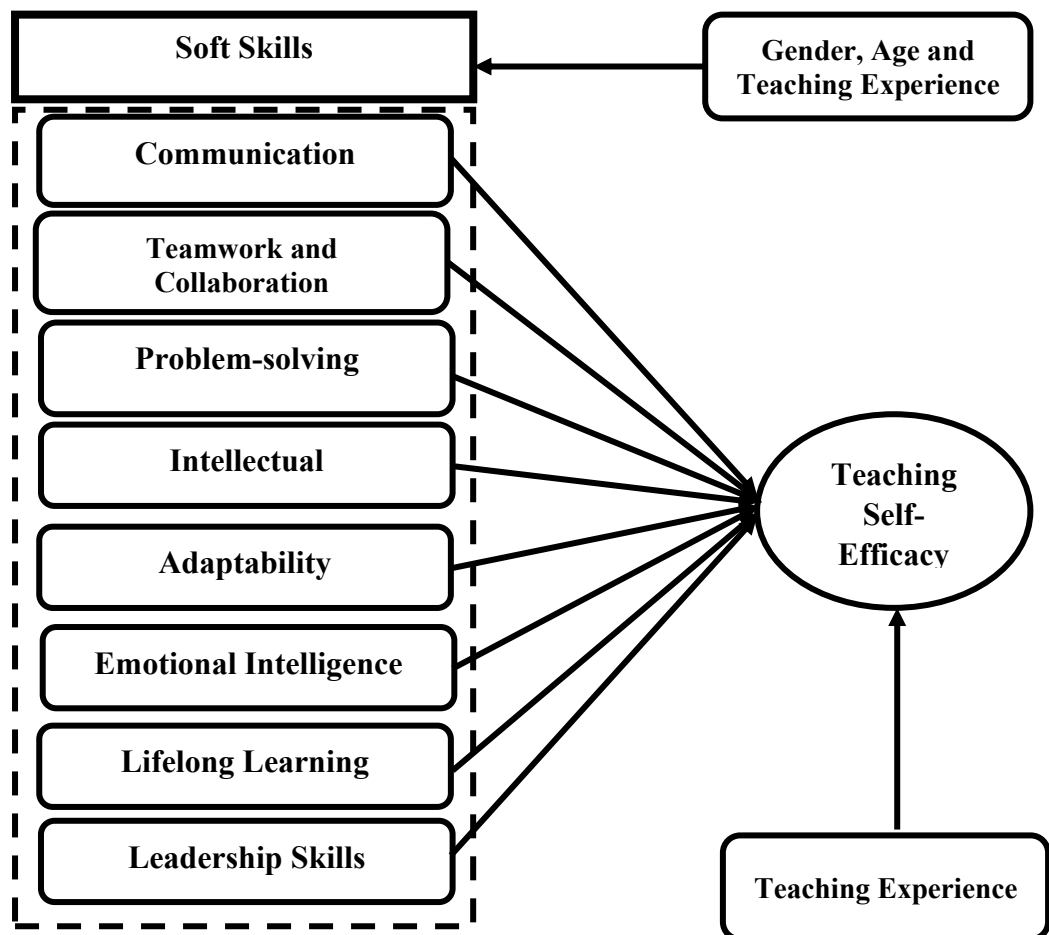 Soft Skills
Gender, Age and
Teaching Experience
Communication
Teamwork and
Collaboration
Problem-solving
Intellectual
Adaptability
Emotional Intelligence
Lifelong Learning
Leadership Skills
Teaching
Self-
Efficacy
Teaching Experience